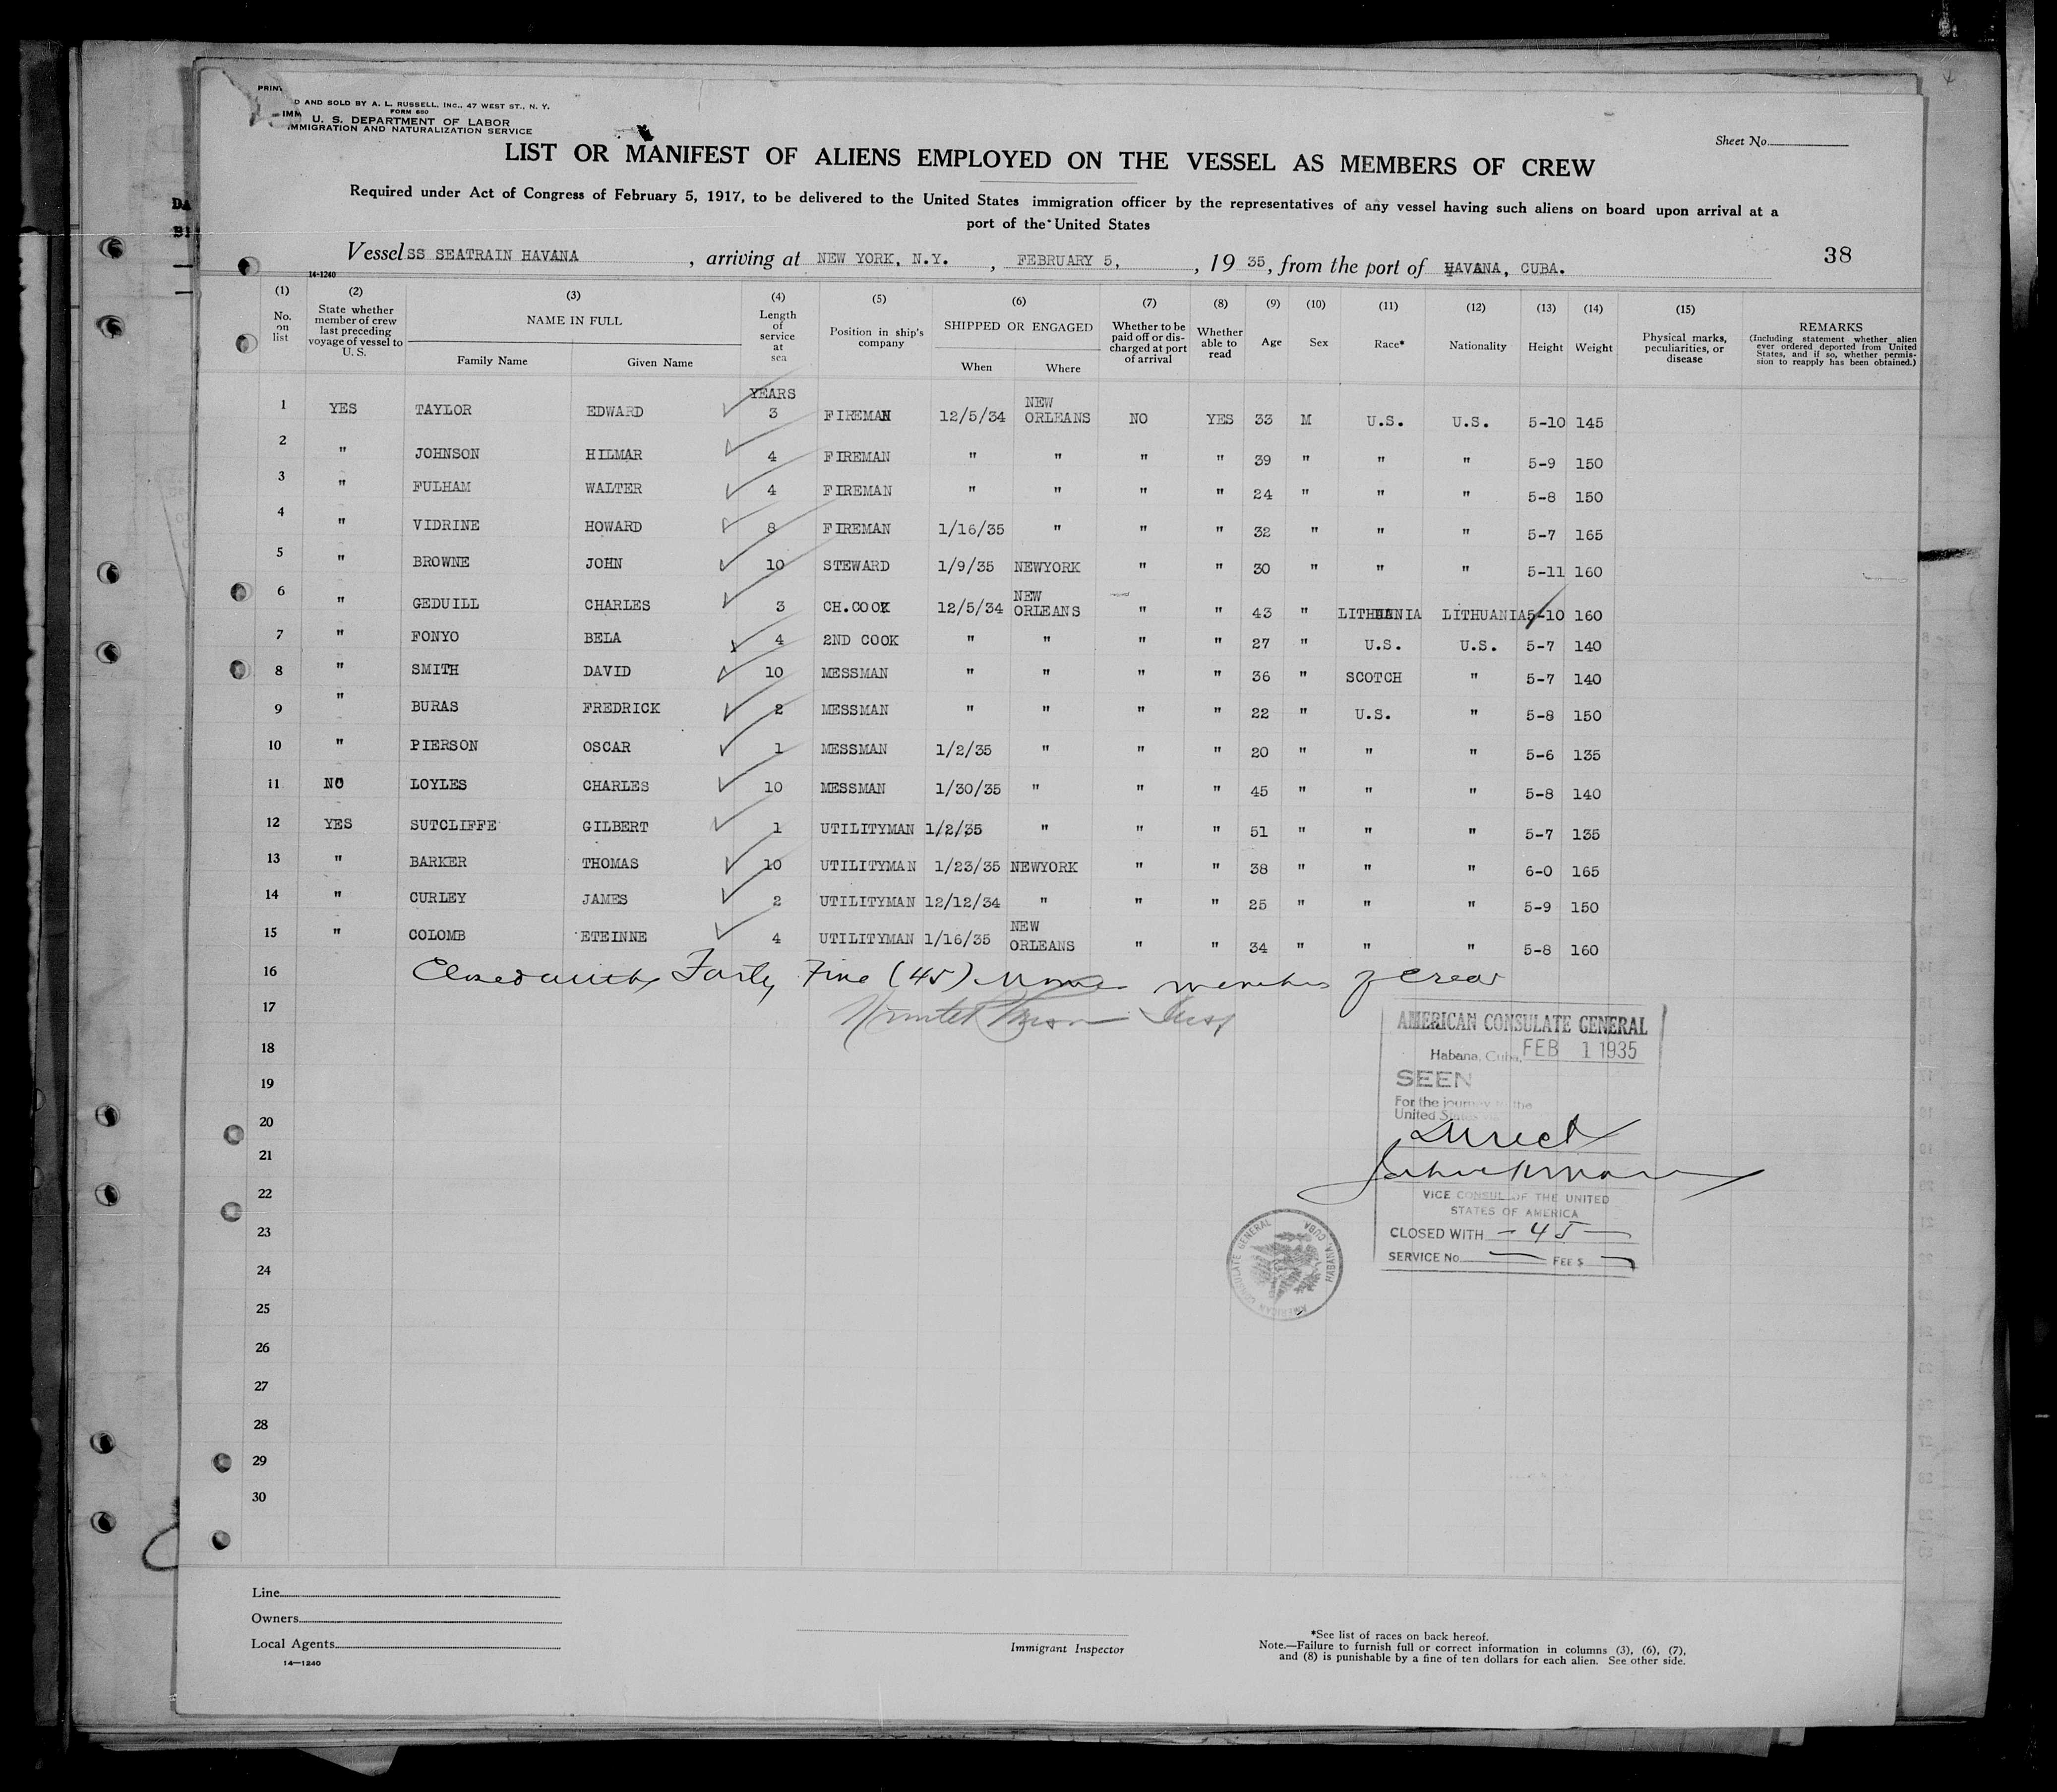 PRIN D AND SOLD BY A. L. RUSSELL, INC., 47 WEST ST., N. Y.
FORM 680
IMM U. S. DEPARTMENT OF LABOR
IMMIGRATION AND NATURALIZATION SERVICE
Sheet No.
LIST OR MANIFEST OF ALIENS EMPLOYED ON THE VESSEL AS MEMBERS OF CREW
Required under Act of Congress of February 5, 1917, to be delivered to the United States immigration officer by the representatives of any vessel having such aliens on board upon arrival at a
port of the United States
Vessel SS SEATRAIN HAVANA, arriving at NEW YORK, N.Y., FEBRUARY 5, 1935, from the port of HAVANA, CUBA.
38
14-1240
(1) (2) (3) (4) (5) (6) (7) (8) (9) (10) (11) (12) (13) (14) (15)
No. on list
State whether member of crew last preceding voyage of vessel to U. S.
NAME IN FULL
Family Name Given Name
Length of service at sea
Position in ship's company
SHIPPED OR ENGAGED
When Where
Whether to be paid off or discharged at port of arrival
Whether able to read
Age Sex Race* Nationality Height Weight
Physical marks, peculiarities, or disease
REMARKS
(Including statement whether alien ever ordered deported from United States, and if so, whether permission to reapply has been obtained.)
YEARS
1 YES TAYLOR EDWARD 3 FIREMAN 12/5/34 NEW ORLEANS NO YES 33 M U.S. U.S. 5-10 145
2 " JOHNSON HILMAR 4 FIREMAN " " " " 39 " " " 5-9 150
3 " FULHAM WALTER 4 FIREMAN " " " " 24 " " " 5-8 150
4 " VIDRINE HOWARD 8 FIREMAN 1/16/35 " " " 32 " " " 5-7 165
5 " BROWNE JOHN 10 STEWARD 1/9/35 NEWYORK " " 30 " " " 5-11 160
6 " GEDUILL CHARLES 3 CH.COOK 12/5/34 NEW ORLEANS " " 43 " LITHUANIA LITHUANIA 5-10 160
7 " FONYO BELA 4 2ND COOK " " " " 27 " U.S. U.S. 5-7 140
8 " SMITH DAVID 10 MESSMAN " " " " 36 " SCOTCH " 5-7 140
9 " BURAS FREDRICK 2 MESSMAN " " " " 22 " U.S. " 5-8 150
10 " PIERSON OSCAR 1 MESSMAN 1/2/35 " " " 20 " " " 5-6 135
11 NO LOYLES CHARLES 10 MESSMAN 1/30/35 " " " 45 " " " 5-8 140
12 YES SUTCLIFFE GILBERT 1 UTILITYMAN 1/2/35 " " " 51 " " " 5-7 135
13 " BARKER THOMAS 10 UTILITYMAN 1/23/35 NEWYORK " " 38 " " " 6-0 165
14 " CURLEY JAMES 2 UTILITYMAN 12/12/34 " " " 25 " " " 5-9 150
15 " COLOMB ETEINNE 4 UTILITYMAN 1/16/35 NEW ORLEANS " " 34 " " " 5-8 160
16 Closed with Forty Five (45) members of crew
17
18
19
20
21
22
23
24
25
26
27
28
29
30
AMERICAN CONSULATE GENERAL
Habana, Cuba, FEB 1 1935
SEEN
For the journey to the
United States
Direct
VICE CONSUL OF THE UNITED
STATES OF AMERICA
CLOSED WITH -45-
SERVICE No. FEE $
AMERICAN CONSULATE GENERAL HABANA, CUBA
Line
Owners
Local Agents
14—1240
Immigrant Inspector
*See list of races on back hereof.
Note.—Failure to furnish full or correct information in columns (3), (6), (7),
and (8) is punishable by a fine of ten dollars for each alien. See other side.